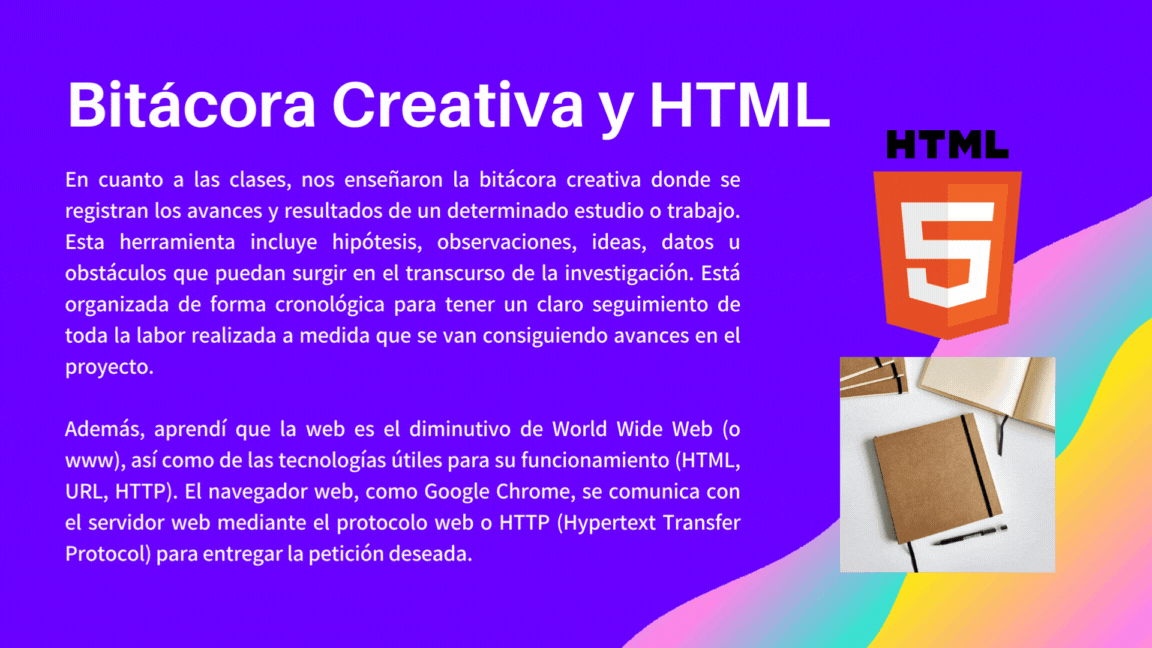 Bitácora Creativa y HTML
HTML
5
En cuanto a las clases, nos enseñaron la bitácora creativa donde se
registran los avances y resultados de un determinado estudio o trabajo.
Esta herramienta incluye hipótesis, observaciones, ideas, datos u
obstáculos que puedan surgir en el transcurso de la investigación. Está
organizada de forma cronológica para tener un claro seguimiento de
toda la labor realizada a medida que se van consiguiendo avances en el
proyecto.
Además, aprendí que la web es el diminutivo de World Wide Web (o
www), así como de las tecnologías útiles para su funcionamiento (HTML,
URL, HTTP). El navegador web, como Google Chrome, se comunica con
el servidor web mediante el protocolo web o HTTP (Hypertext Transfer
Protocol) para entregar la petición deseada.